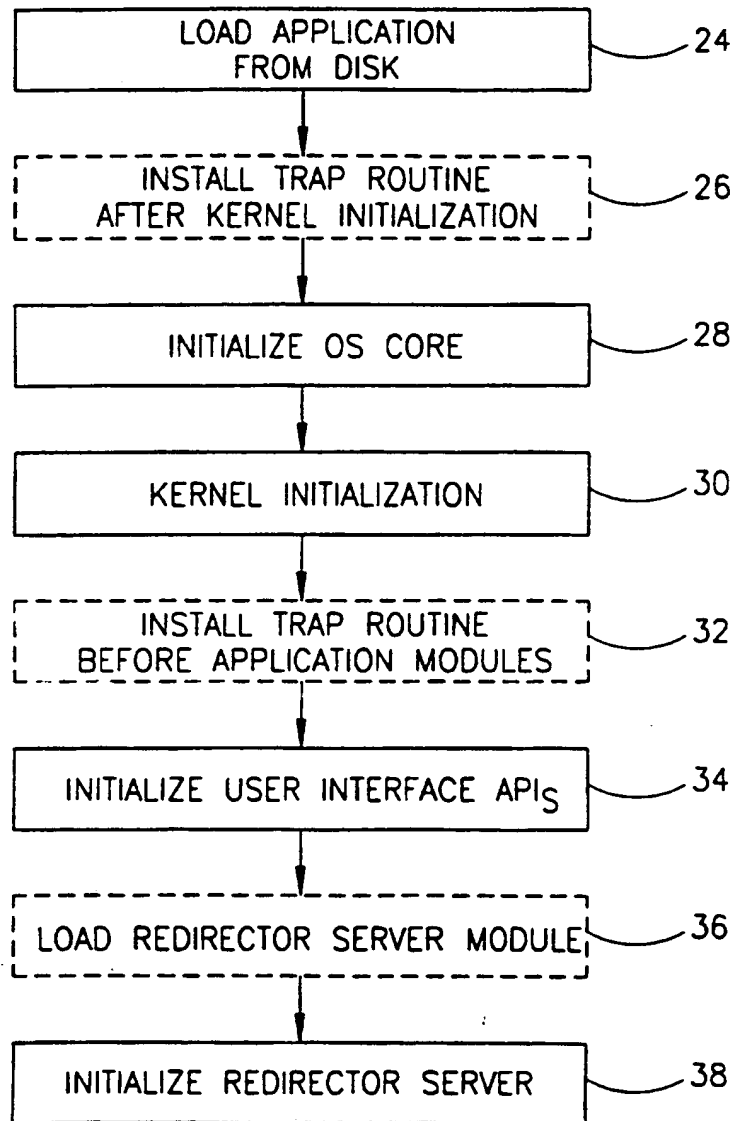 LOAD APPLICATION
FROM DISK
24
INSTALL TRAP ROUTINE
AFTER KERNEL INITIALIZATION
26
INITIALIZE OS CORE
28
KERNEL INITIALIZATION
30
INSTALL TRAP ROUTINE
BEFORE APPLICATION MODULES
32
INITIALIZE USER INTERFACE APIS
34
LOAD REDIRECTOR SERVER MODULE
36
INITIALIZE REDIRECTOR SERVER
38